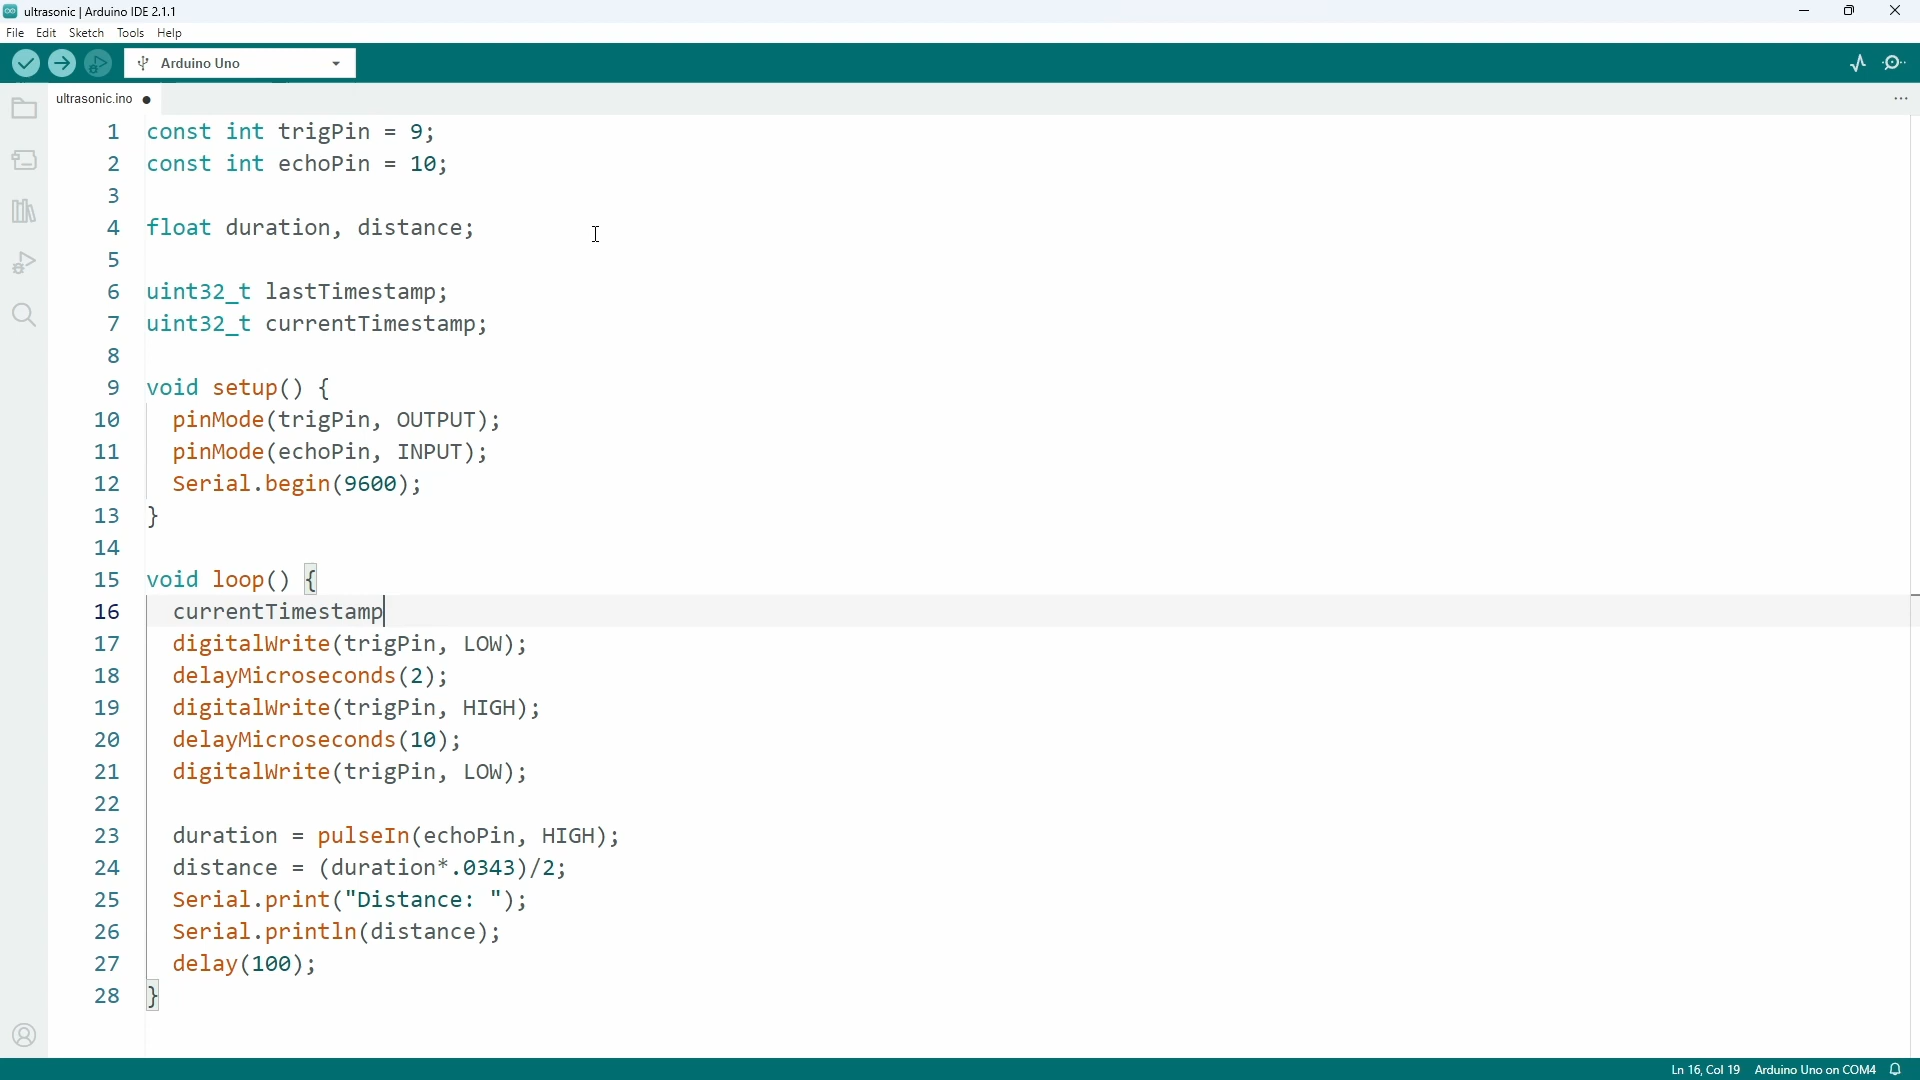 ultrasonic | Arduino IDE 2.1.1
File Edit Sketch Tools Help
Arduino Uno
ultrasonic.ino
1 const int trigPin = 9;
2 const int echoPin = 10;
3
4 float duration, distance;
5
6 uint32_t lastTimestamp;
7 uint32_t currentTimestamp;
8
9 void setup() {
10 pinMode(trigPin, OUTPUT);
11 pinMode(echoPin, INPUT);
12 Serial.begin(9600);
13 }
14
15 void loop() {
16 currentTimestamp
17 digitalWrite(trigPin, LOW);
18 delayMicroseconds(2);
19 digitalWrite(trigPin, HIGH);
20 delayMicroseconds(10);
21 digitalWrite(trigPin, LOW);
22
23 duration = pulseIn(echoPin, HIGH);
24 distance = (duration*.0343)/2;
25 Serial.print("Distance: ");
26 Serial.println(distance);
27 delay(100);
28 }
Ln 16, Col 19 Arduino Uno on COM4